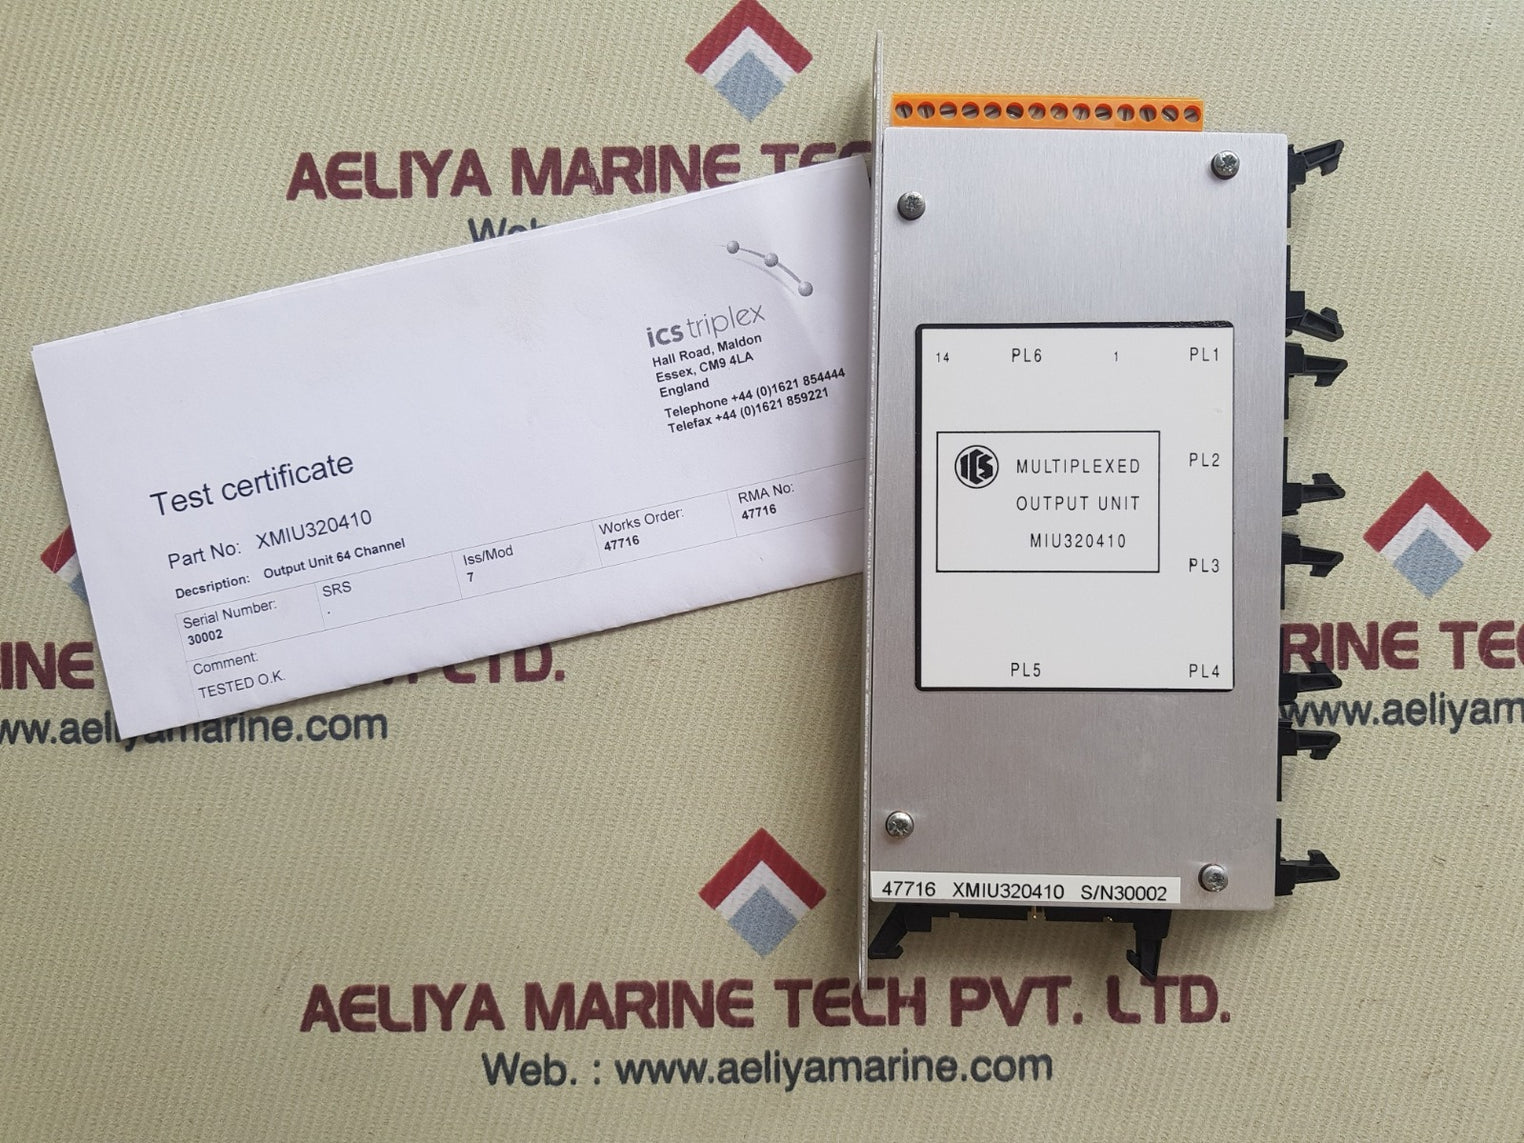 AELIYA MARINE
ics triplex
Hall Road, Maldon
Essex, CM9 4LA
England
Telephone +44 (0)1621 854444
Telefax +44 (0)1621 859221
Test certificate
Part No: XMIU320410
Decsription: Output Unit 64 Channel
Serial Number:
30002
SRS
.
Iss/Mod
7
Works Order:
47716
RMA No:
47716
Comment:
TESTED O.K.
14 PL6 1 PL1
PL2
PL3
PL5 PL4
ICS
MULTIPLEXED
OUTPUT UNIT
MIU320410
47716 XMIU320410 S/N30002
LTD.
www.aeliyamarine.com
www.aeliyam
AELIYA MARINE TECH PVT. LTD.
Web. : www.aeliyamarine.com